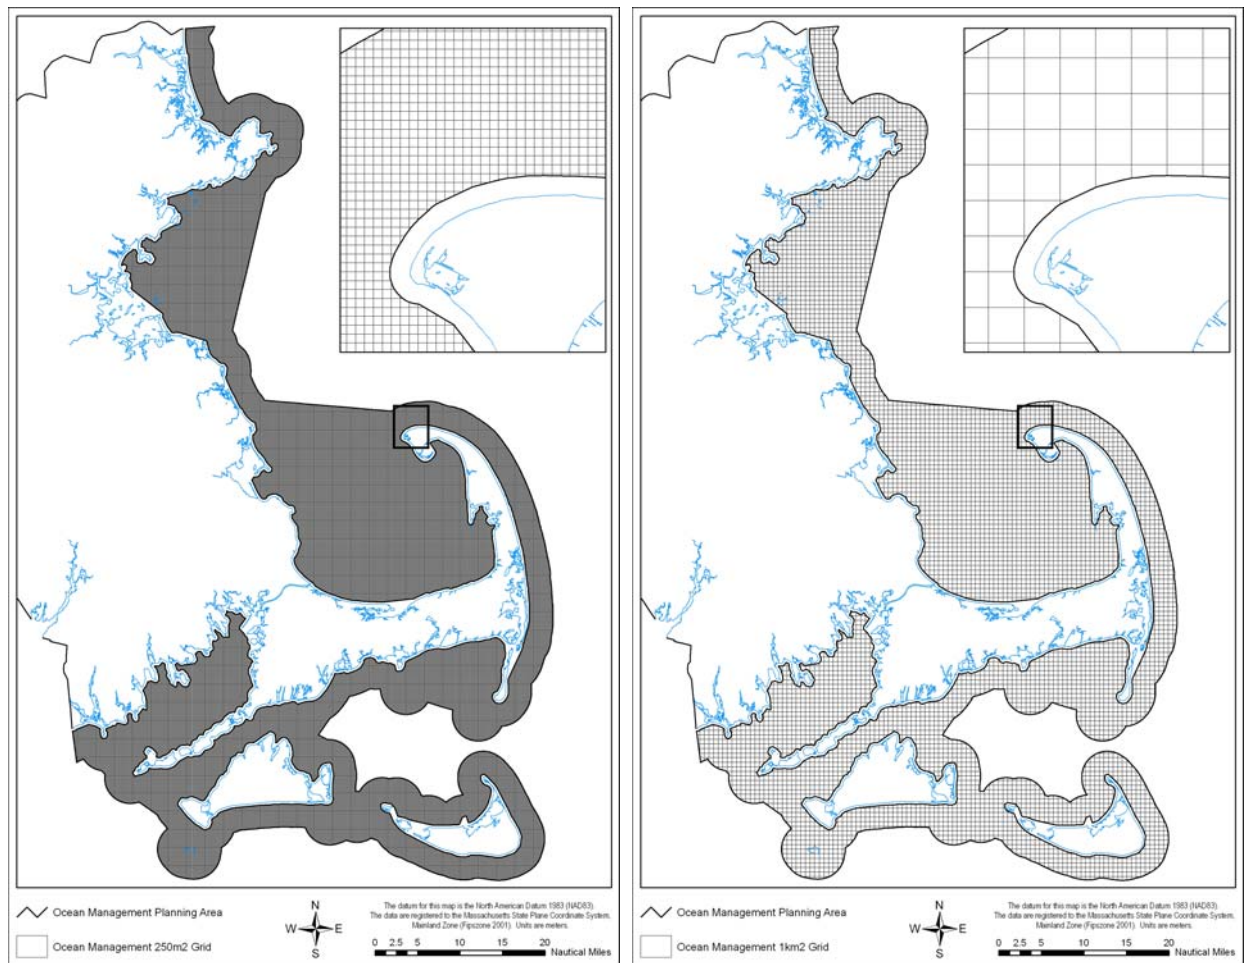 Ocean Management Planning Area
Ocean Management 250m2 Grid
N
W E
S
The datum for this map is the North American Datum 1983 (NAD83).
The data are registered to the Massachusetts State Plane Coordinate System,
Mainland Zone (Fipszone 2001). Units are meters.
0 2.5 5 10 15 20
Nautical Miles
Ocean Management Planning Area
Ocean Management 1km2 Grid
N
W E
S
The datum for this map is the North American Datum 1983 (NAD83).
The data are registered to the Massachusetts State Plane Coordinate System,
Mainland Zone (Fipszone 2001). Units are meters.
0 2.5 5 10 15 20
Nautical Miles